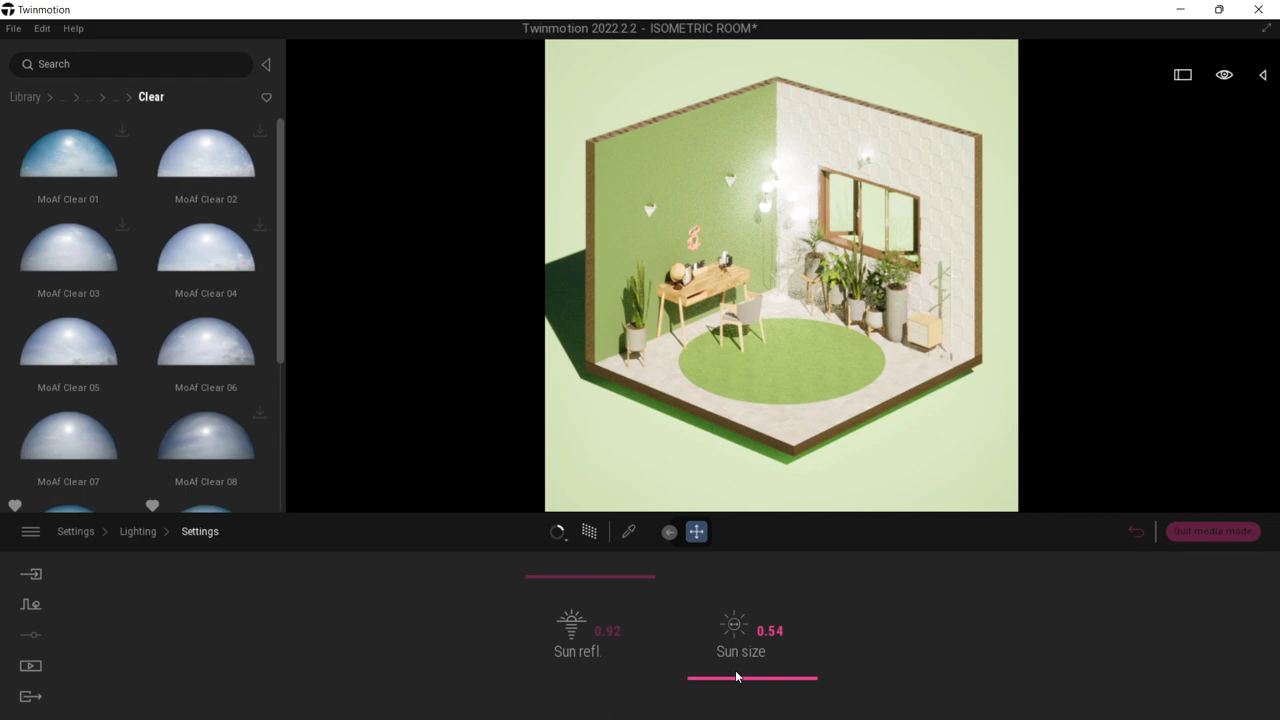 Twinmotion
File Edit Help
Twinmotion 2022.2.2 - ISOMETRIC ROOM*
Search
Library > ... > ... > ... > Clear
MoAf Clear 01
MoAf Clear 02
MoAf Clear 03
MoAf Clear 04
MoAf Clear 05
MoAf Clear 06
MoAf Clear 07
MoAf Clear 08
Settings > Lighting > Settings
Quit media mode
0.92
Sun refl.
0.54
Sun size